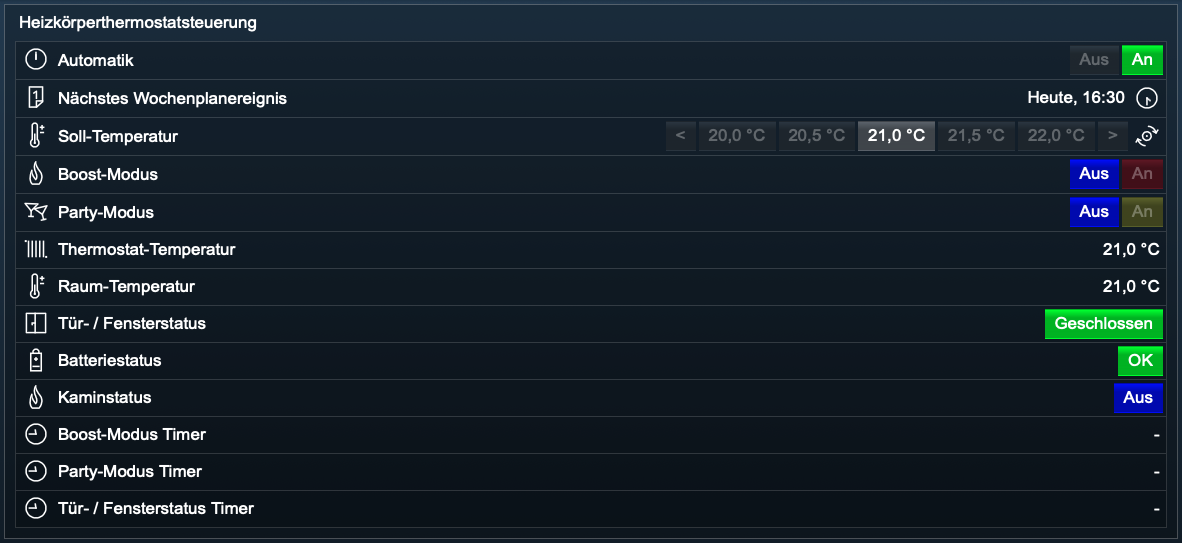 Heizkörperthermostatsteuerung
Automatik Aus An
1 Nächstes Wochenplanereignis Heute, 16:30
Soll-Temperatur < 20,0 °C 20,5 °C 21,0 °C 21,5 °C 22,0 °C >
Boost-Modus Aus An
Party-Modus Aus An
Thermostat-Temperatur 21,0 °C
Raum-Temperatur 21,0 °C
Tür- / Fensterstatus Geschlossen
Batteriestatus OK
Kaminstatus Aus
Boost-Modus Timer -
Party-Modus Timer -
Tür- / Fensterstatus Timer -